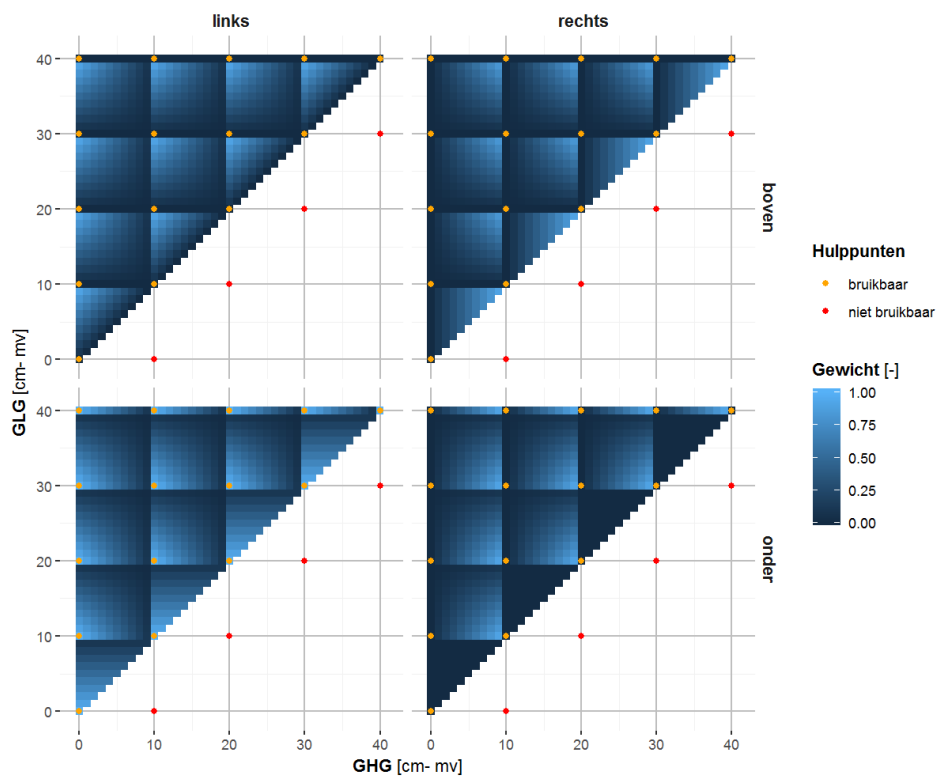 links
rechts
40
30
20
10
0
boven
40
30
20
10
0
onder
GLG [cm- mv]
0
10
20
30
40
0
10
20
30
40
GHG [cm- mv]
Hulppunten
bruikbaar
niet bruikbaar
Gewicht [-]
1.00
0.75
0.50
0.25
0.00